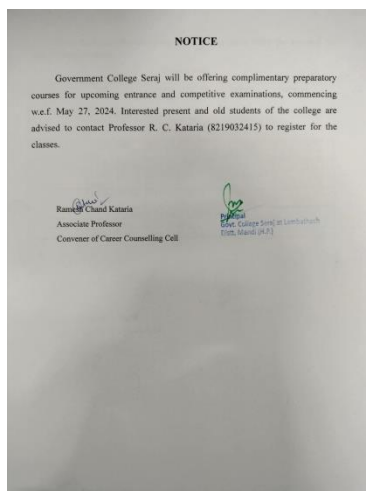 NOTICE
Government College Seraj will be offering complimentary preparatory
courses for upcoming entrance and competitive examinations, commencing
w.e.f. May 27, 2024. Interested present and old students of the college are
advised to contact Professor R. C. Kataria (8219032415) to register for the
classes.
Ramesh Chand Kataria
Associate Professor
Convener of Career Counselling Cell
Principal
Govt. College Seraj at Lambathach
Distt. Mandi (H.P.)